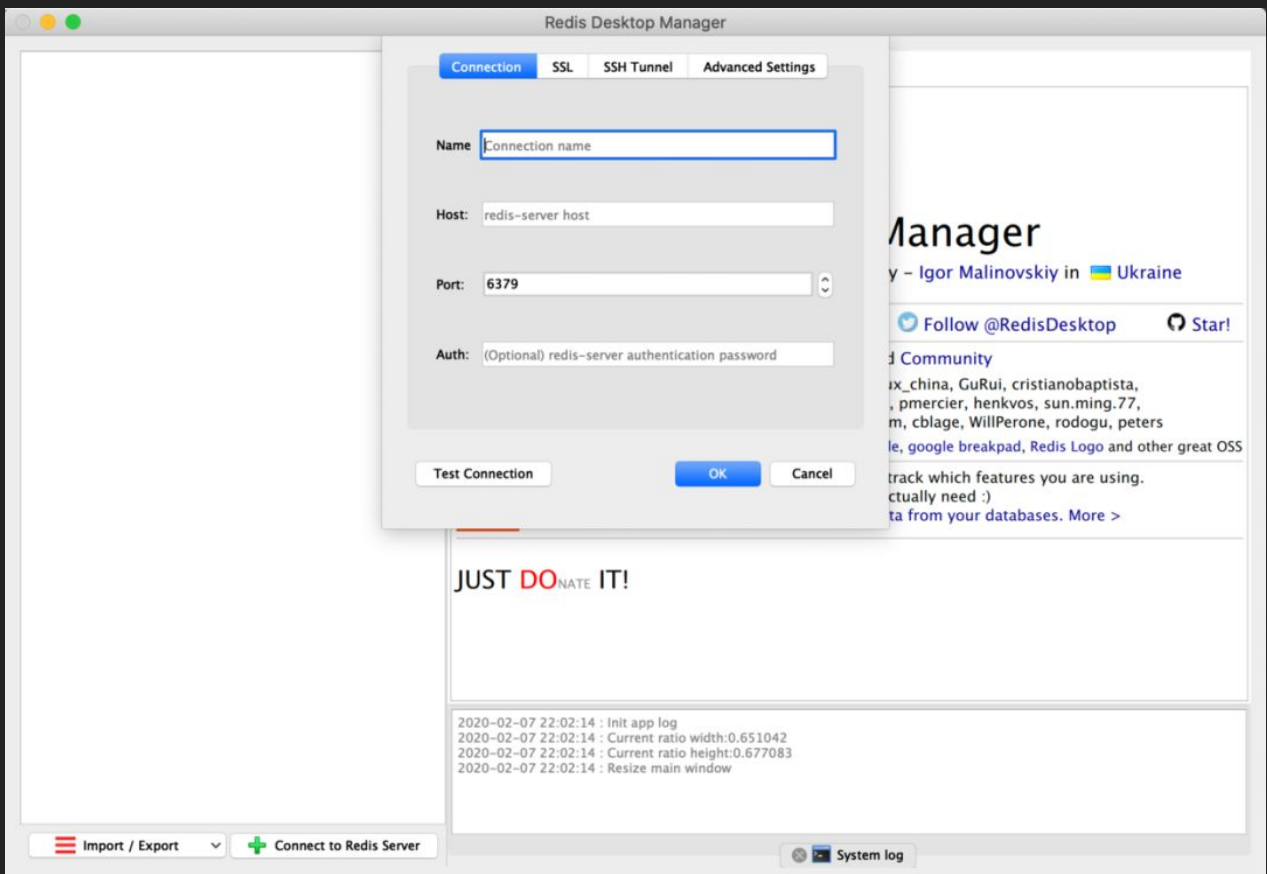 Redis Desktop Manager
Connection SSL SSH Tunnel Advanced Settings
Name Connection name
Host: redis-server host
Port: 6379
Auth: (Optional) redis-server authentication password
Test Connection OK Cancel
Manager
y - Igor Malinovskiy in Ukraine
Follow @RedisDesktop Star!
Community
ux_china, GuRui, cristianobaptista,
, pmercier, henkvos, sun.ming.77,
m, cblage, WillPerone, rodogu, peters
le, google breakpad, Redis Logo and other great OSS
track which features you are using.
ctually need :)
ta from your databases. More >
JUST DONATE IT!
2020-02-07 22:02:14 : Init app log
2020-02-07 22:02:14 : Current ratio width:0.651042
2020-02-07 22:02:14 : Current ratio height:0.677083
2020-02-07 22:02:14 : Resize main window
Import / Export Connect to Redis Server
System log